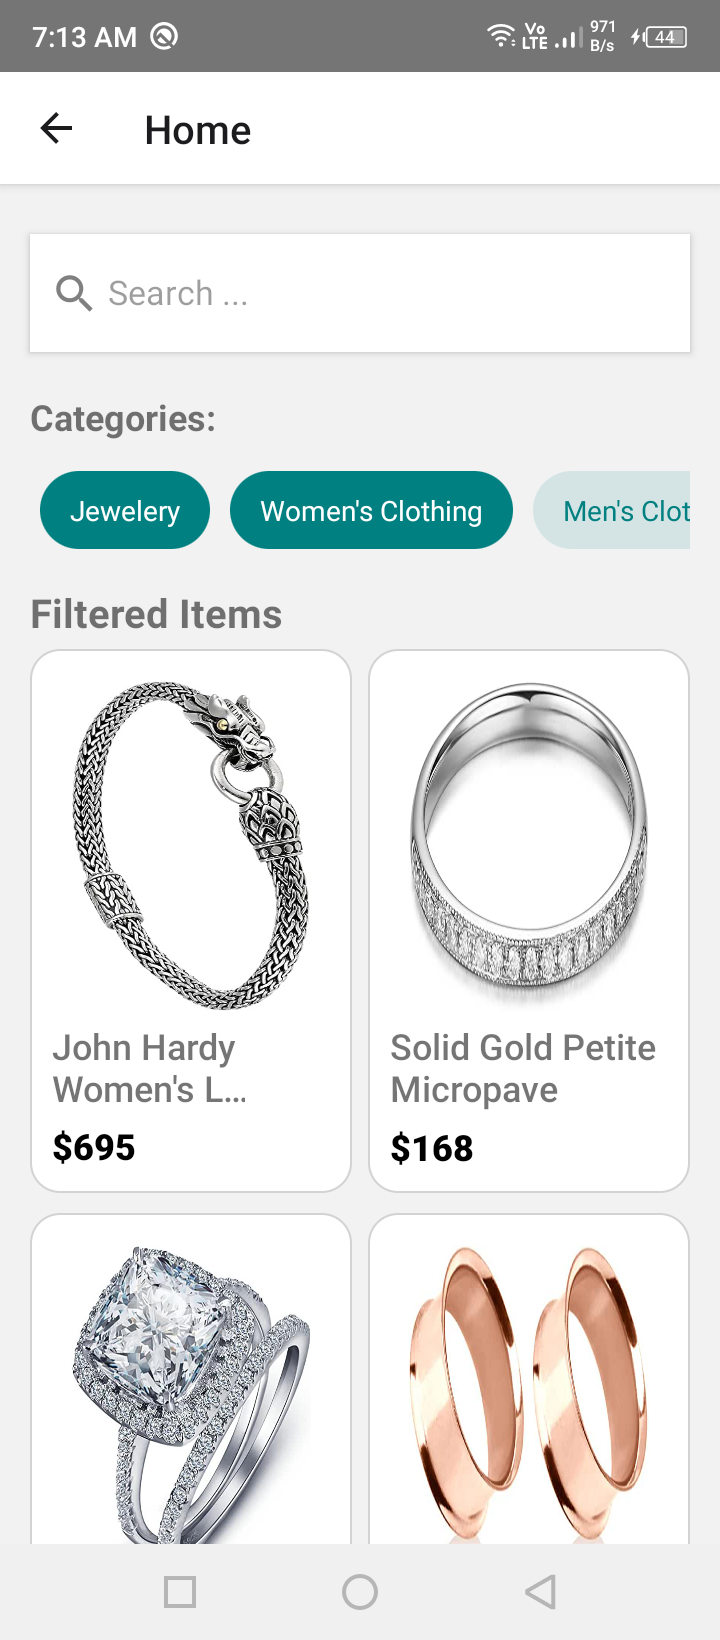 7:13 AM
Vo
LTE
971
B/s
44
Home
Search ...
Categories:
Jewelery
Women's Clothing
Men's Clot
Filtered Items
John Hardy
Women's L...
$695
Solid Gold Petite
Micropave
$168